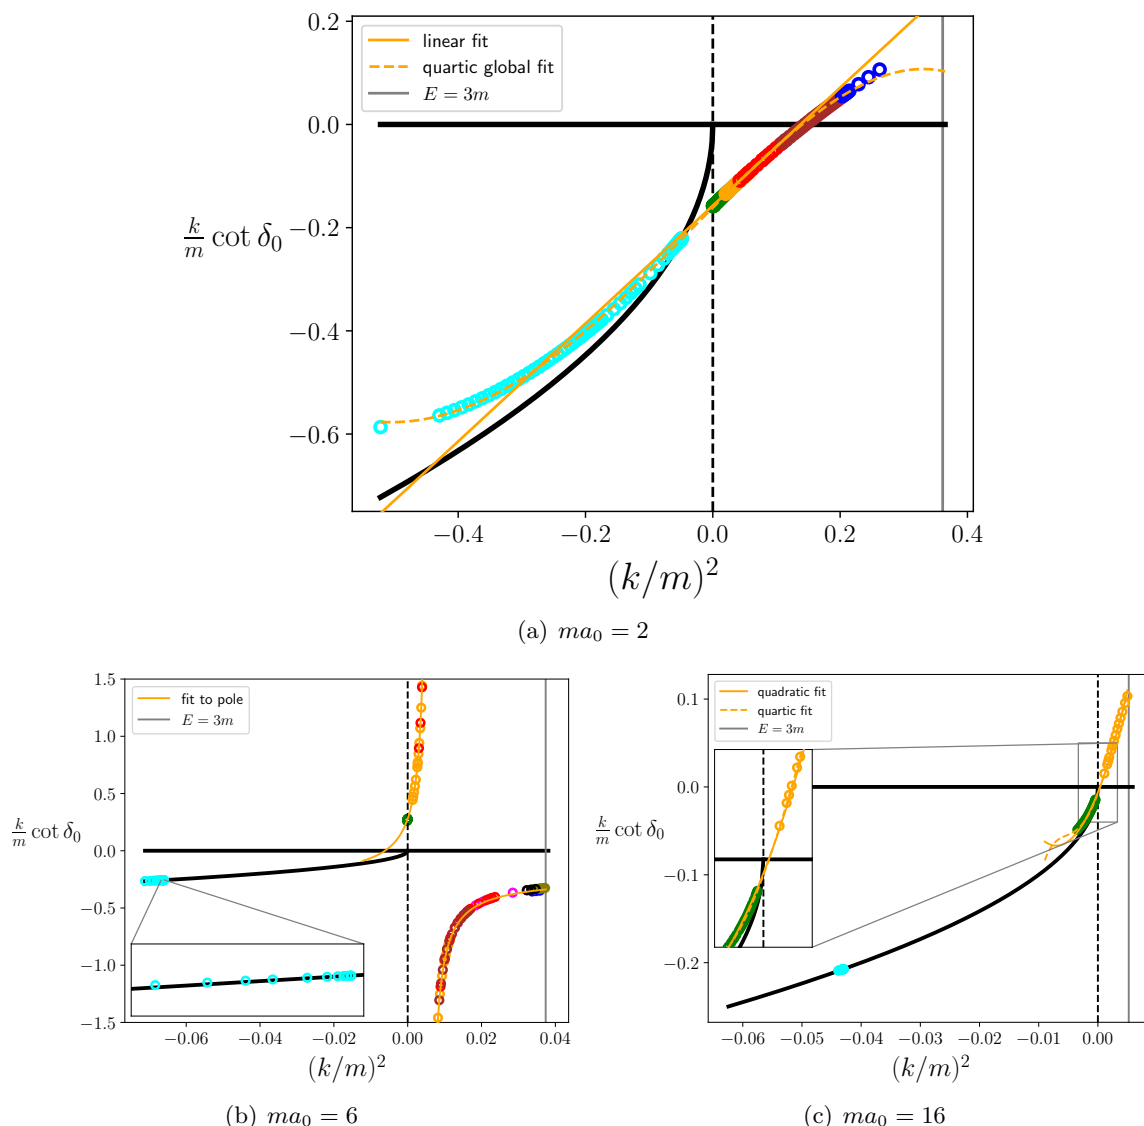 0.2
0.0
−0.2
−0.4
−0.6
linear fit
quartic global fit
E = 3m
k/m cot δ0
−0.4 −0.2 0.0 0.2 0.4
(k/m)²
(a) ma0 = 2
1.5
1.0
0.5
0.0
−0.5
−1.0
−1.5
fit to pole
E = 3m
k/m cot δ0
−0.06 −0.04 −0.02 0.00 0.02 0.04
(k/m)²
(b) ma0 = 6
0.1
0.0
−0.1
−0.2
quadratic fit
quartic fit
E = 3m
k/m cot δ0
−0.06 −0.05 −0.04 −0.03 −0.02 −0.01 0.00
(k/m)²
(c) ma0 = 16